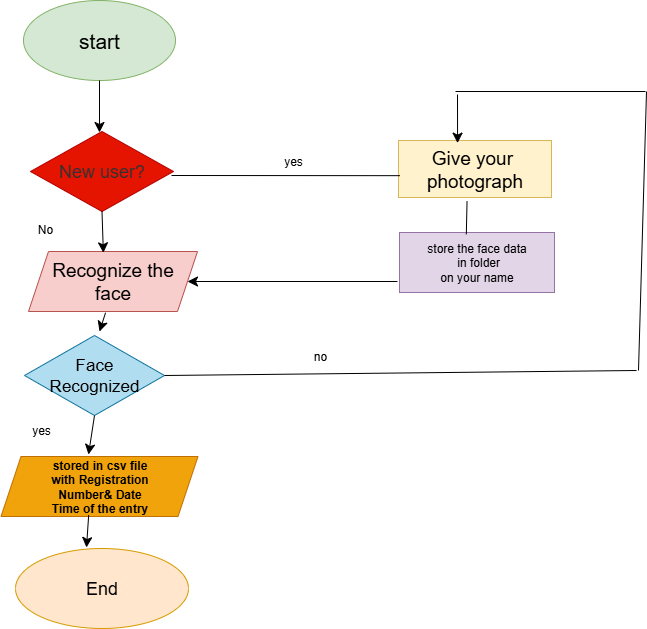 start
New user?
yes
Give your
photograph
No
store the face data
in folder
on your name
Recognize the
face
Face
Recognized
no
yes
stored in csv file
with Registration
Number& Date
Time of the entry
End